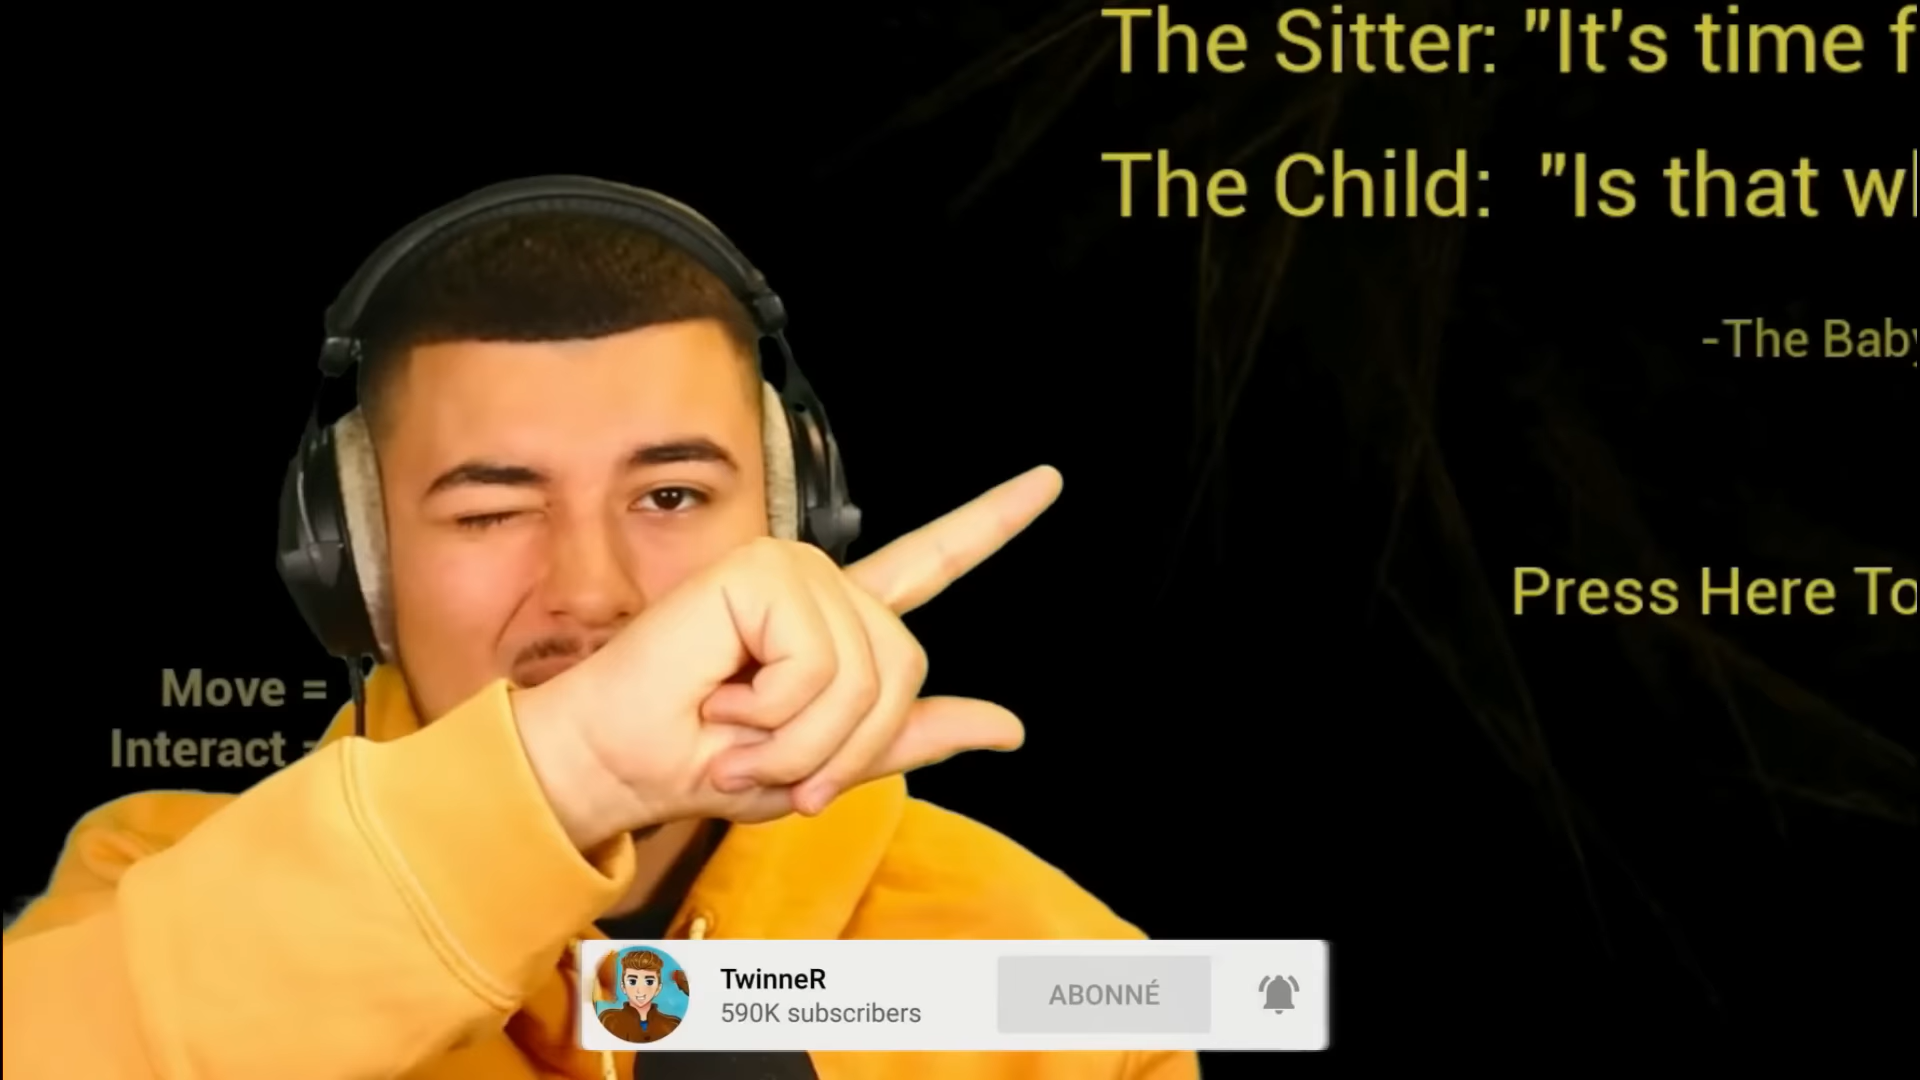 The Sitter: "It's time f
The Child: "Is that w
-The Baby
Press Here To
Move =
Interact =
TwinneR
590K subscribers
ABONNÉ